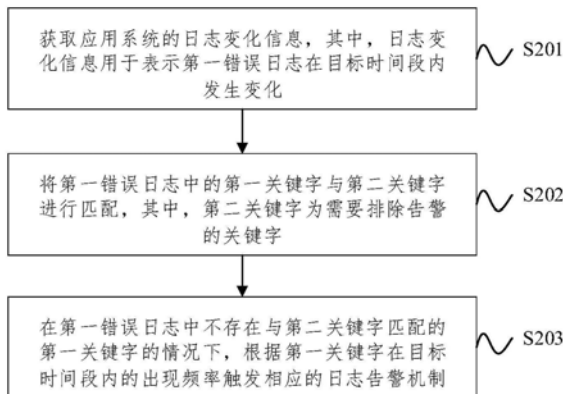 获取应用系统的日志变化信息，其中，日志变
化信息用于表示第一错误日志在目标时间段内
发生变化
S201
将第一错误日志中的第一关键字与第二关键字
进行匹配，其中，第二关键字为需要排除告警
的关键字
S202
在第一错误日志中不存在与第二关键字匹配的
第一关键字的情况下，根据第一关键字在目标
时间段内的出现频率触发相应的日志告警机制
S203